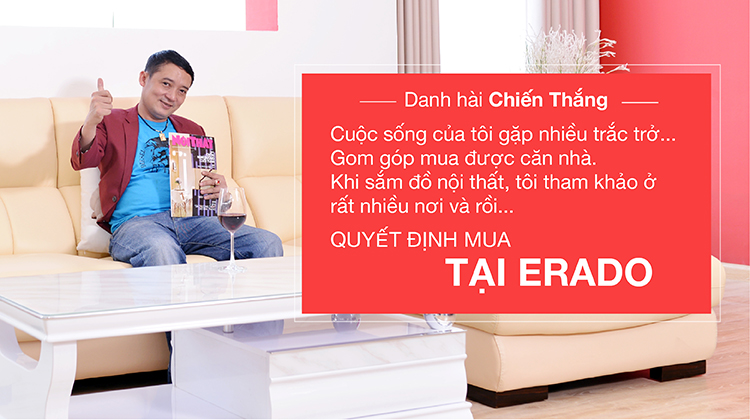 Danh hài Chiến Thắng
Cuộc sống của tôi gặp nhiều trắc trở...
Gom góp mua được căn nhà.
Khi sắm đồ nội thất, tôi tham khảo ở
rất nhiều nơi và rồi...
QUYẾT ĐỊNH MUA
TẠI ERADO